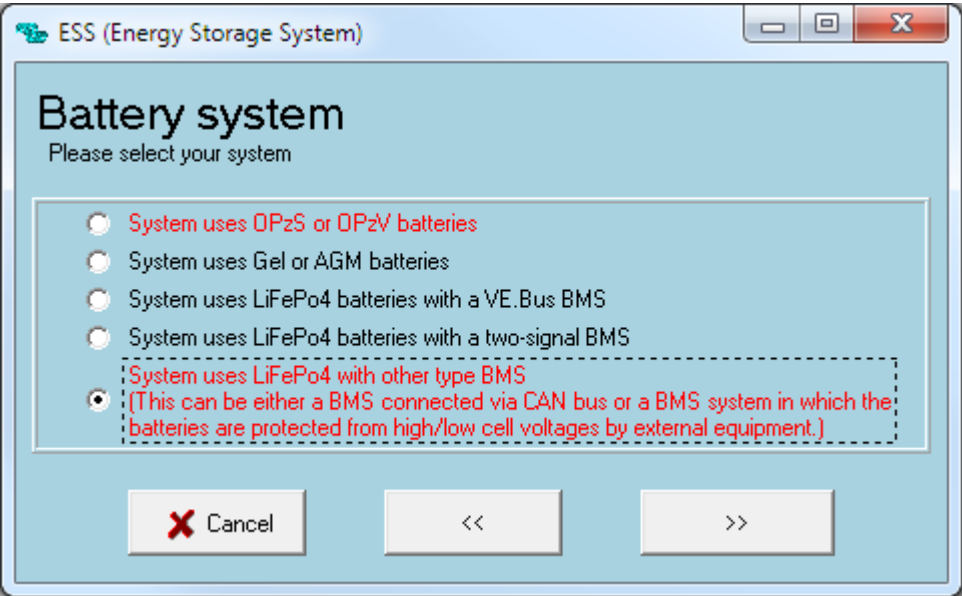 ESS (Energy Storage System)
Battery system
Please select your system
System uses OPzS or OPzV batteries
System uses Gel or AGM batteries
System uses LiFePo4 batteries with a VE.Bus BMS
System uses LiFePo4 batteries with a two-signal BMS
System uses LiFePo4 with other type BMS
(This can be either a BMS connected via CAN bus or a BMS system in which the
batteries are protected from high/low cell voltages by external equipment.)
Cancel
<<
>>